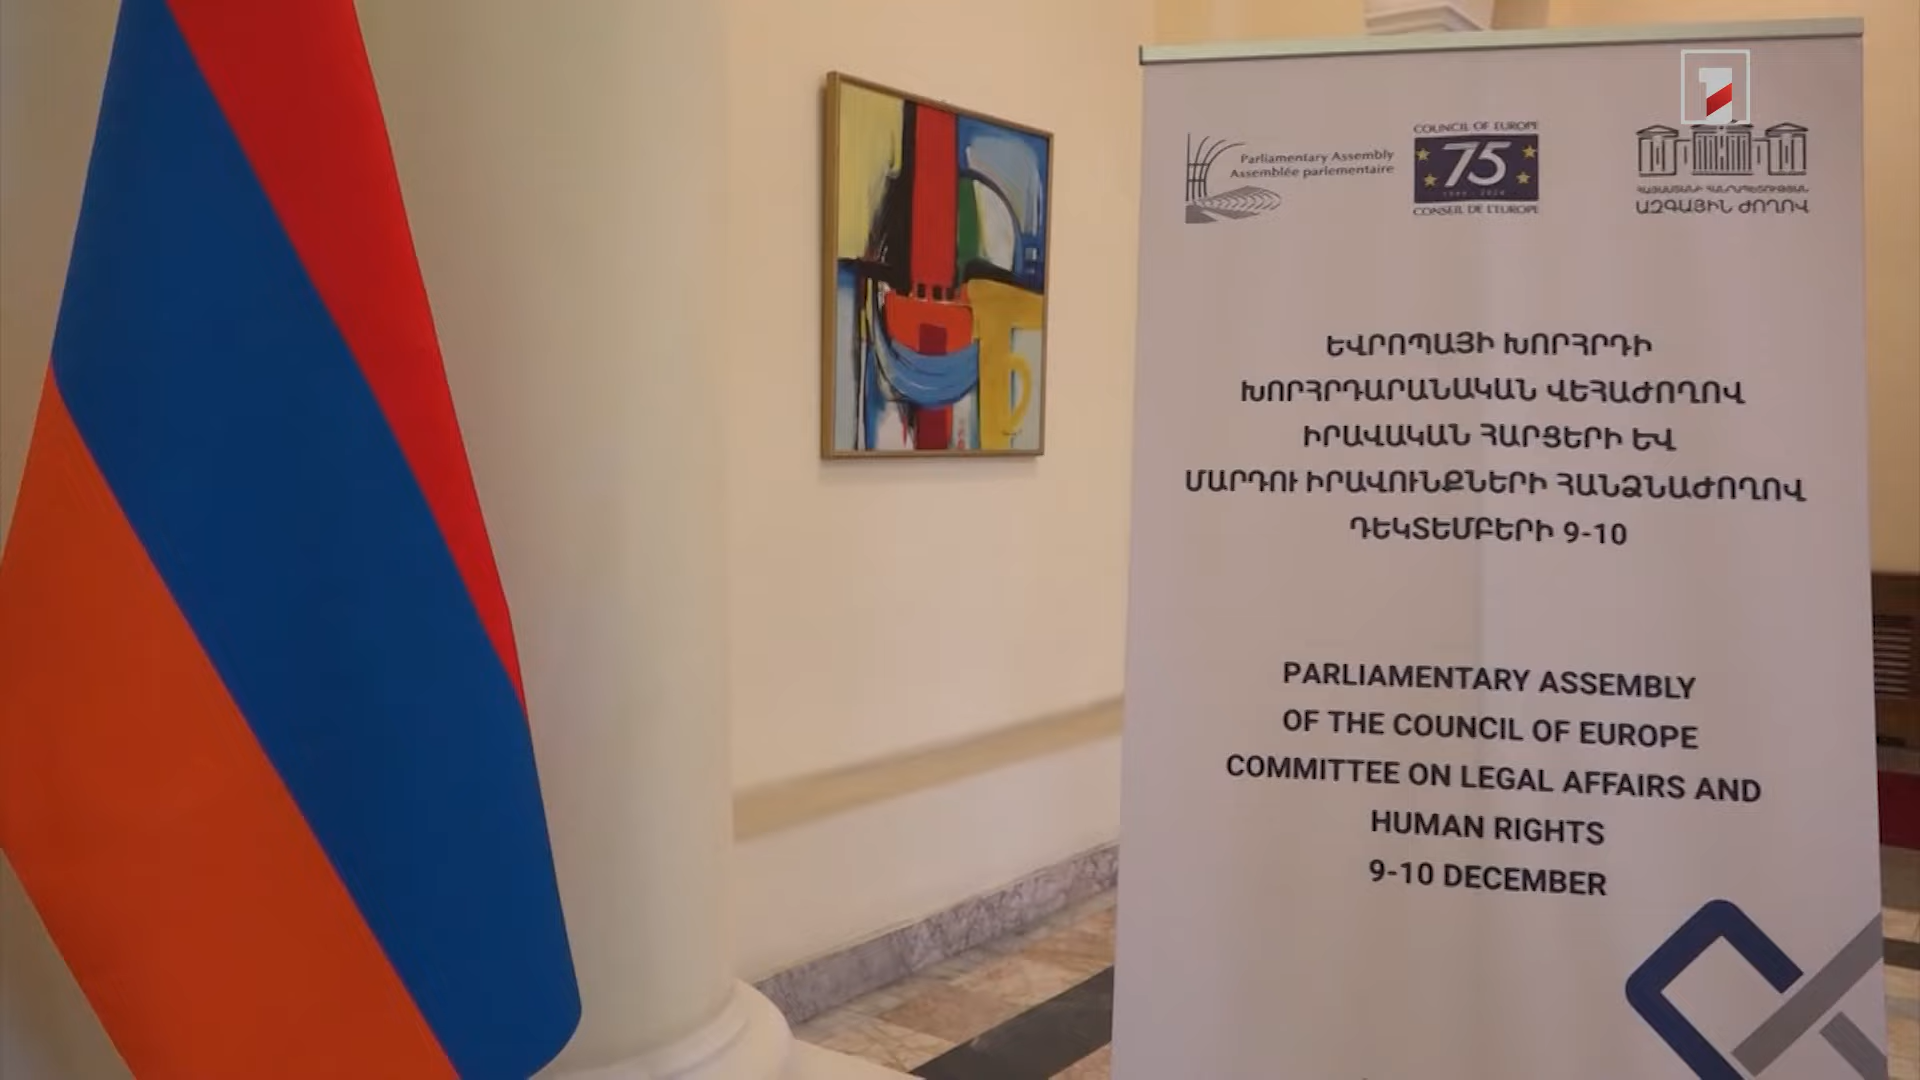 Parliamentary Assembly
Assemblée parlementaire
COUNCIL OF EUROPE
75
CONSEIL DE L'EUROPE
ՀԱՅԱՍՏԱՆԻ ՀԱՆՐԱՊԵՏՈՒԹՅԱՆ
ԱԶԳԱՅԻՆ ԺՈՂՈՎ
ԵՎՐՈՊԱՅԻ ԽՈՐՀՐԴԻ
ԽՈՐՀՐԴԱՐԱՆԱԿԱՆ ՎԵՀԱԺՈՂՈՎ
ԻՐԱՎԱԿԱՆ ՀԱՐՑԵՐԻ ԵՎ
ՄԱՐԴՈՒ ԻՐԱՎՈՒՆՔՆԵՐԻ ՀԱՆՁՆԱԺՈՂՈՎ
ԴԵԿՏԵՄԲԵՐԻ 9-10
PARLIAMENTARY ASSEMBLY
OF THE COUNCIL OF EUROPE
COMMITTEE ON LEGAL AFFAIRS AND
HUMAN RIGHTS
9-10 DECEMBER